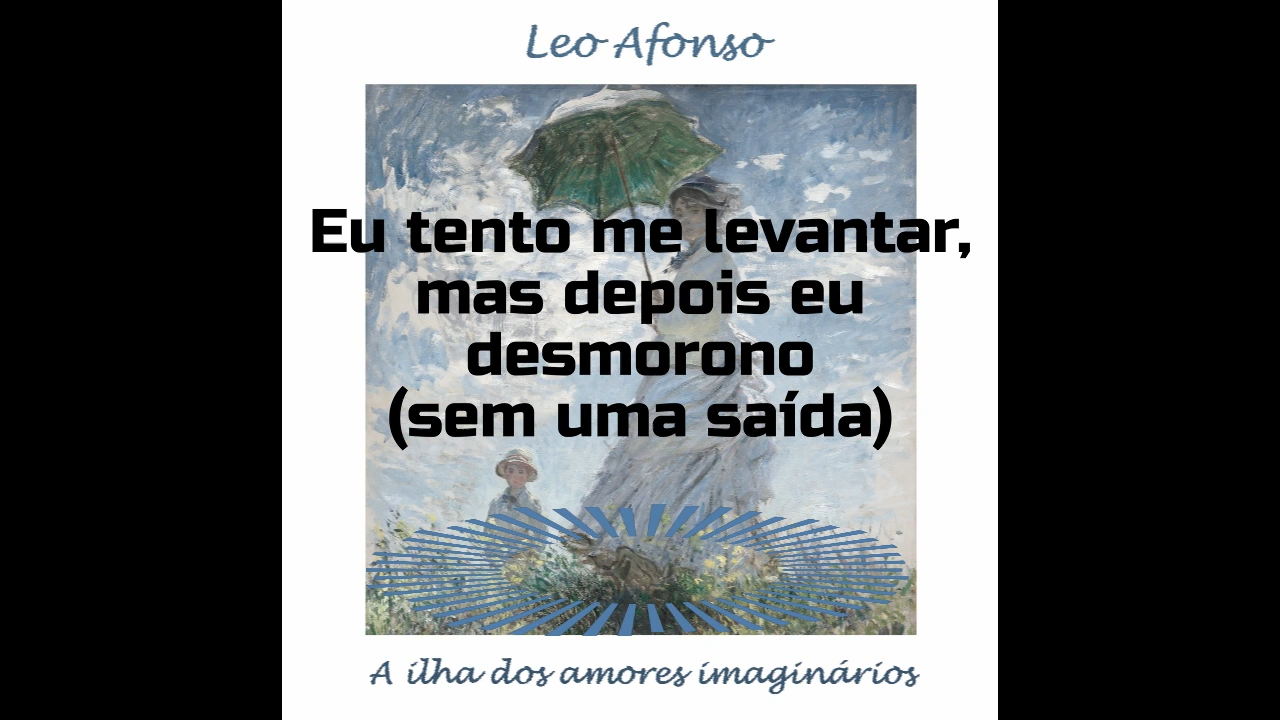 Leo Afonso
Eu tento me levantar,
mas depois eu
desmorono
(sem uma saída)
A ilha dos amores imaginários